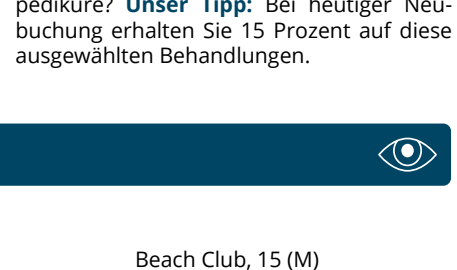 pediküre? Unser Tipp: Bei heutiger Neu-
buchung erhalten Sie 15 Prozent auf diese
ausgewählten Behandlungen.
Beach Club, 15 (M)